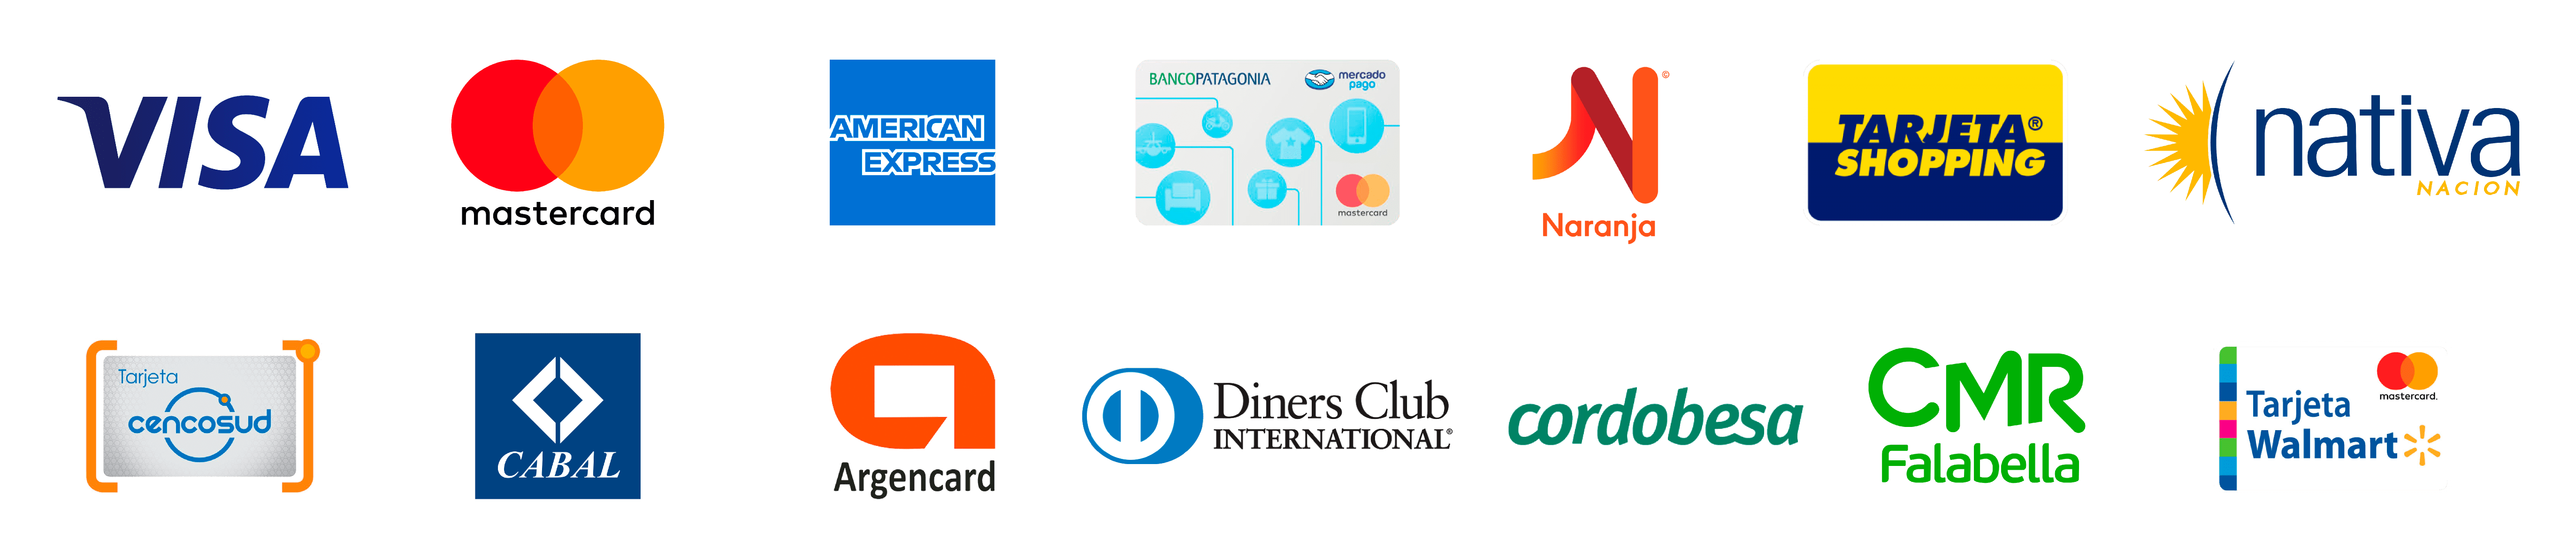 VISA
mastercard
AMERICAN
EXPRESS
BANCOPATAGONIA
mercado
pago
mastercard
©
Naranja
TARJETA®
SHOPPING
nativa
NACION
Tarjeta
cencosud
CABAL
Argencard
Diners Club
INTERNATIONAL®
cordobesa
CMR
Falabella
mastercard.
Tarjeta
Walmart